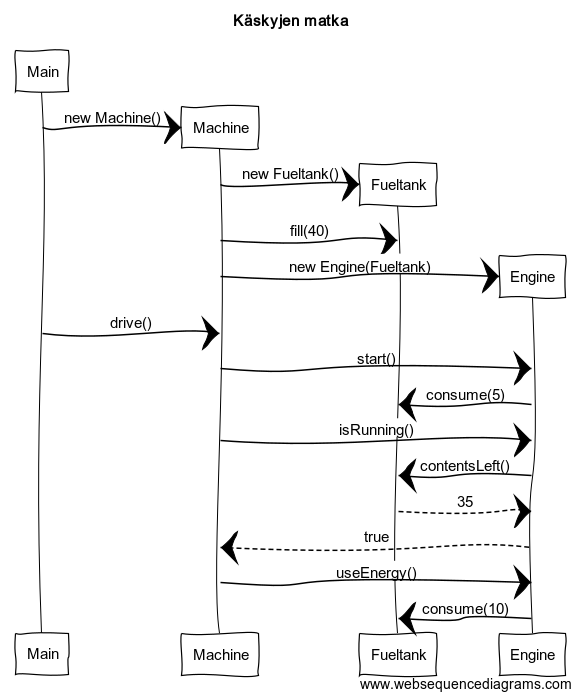 Käskyjen matka
Main
new Machine()
Machine
new Fueltank()
Fueltank
fill(40)
new Engine(Fueltank)
Engine
drive()
start()
consume(5)
isRunning()
contentsLeft()
35
true
useEnergy()
consume(10)
Main
Machine
Fueltank
Engine
www.websequencediagrams.com